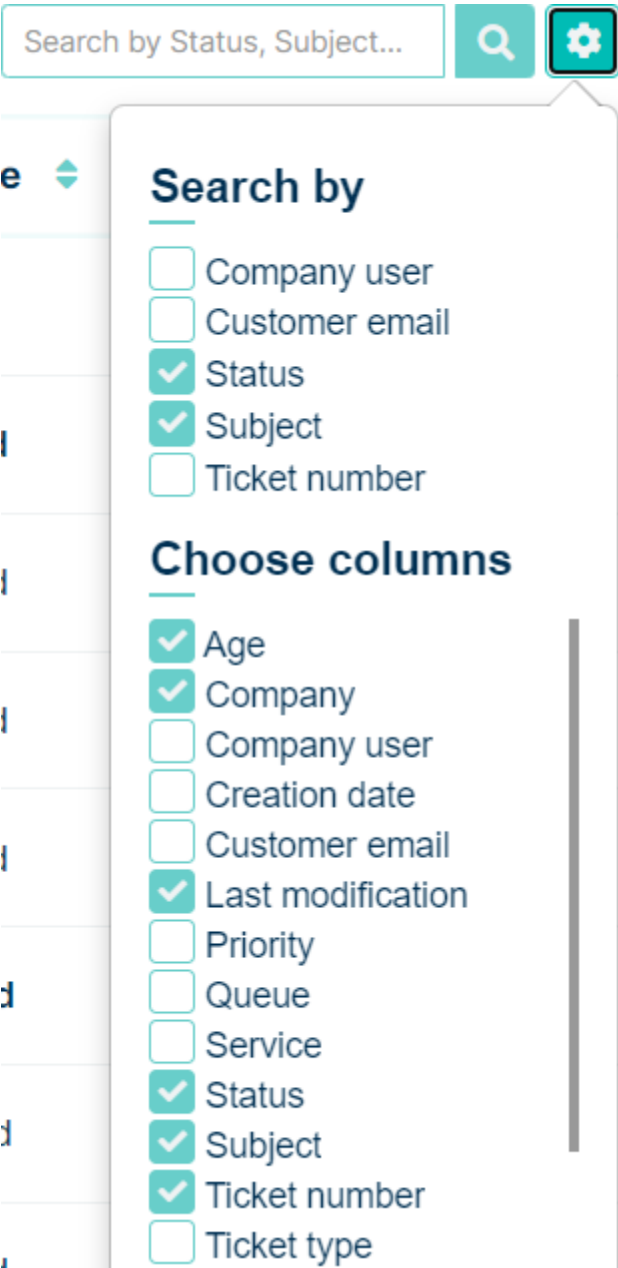 Search by Status, Subject...
e
Search by
Company user
Customer email
Status
Subject
Ticket number
Choose columns
Age
Company
Company user
Creation date
Customer email
Last modification
Priority
Queue
Service
Status
Subject
Ticket number
Ticket type
d
d